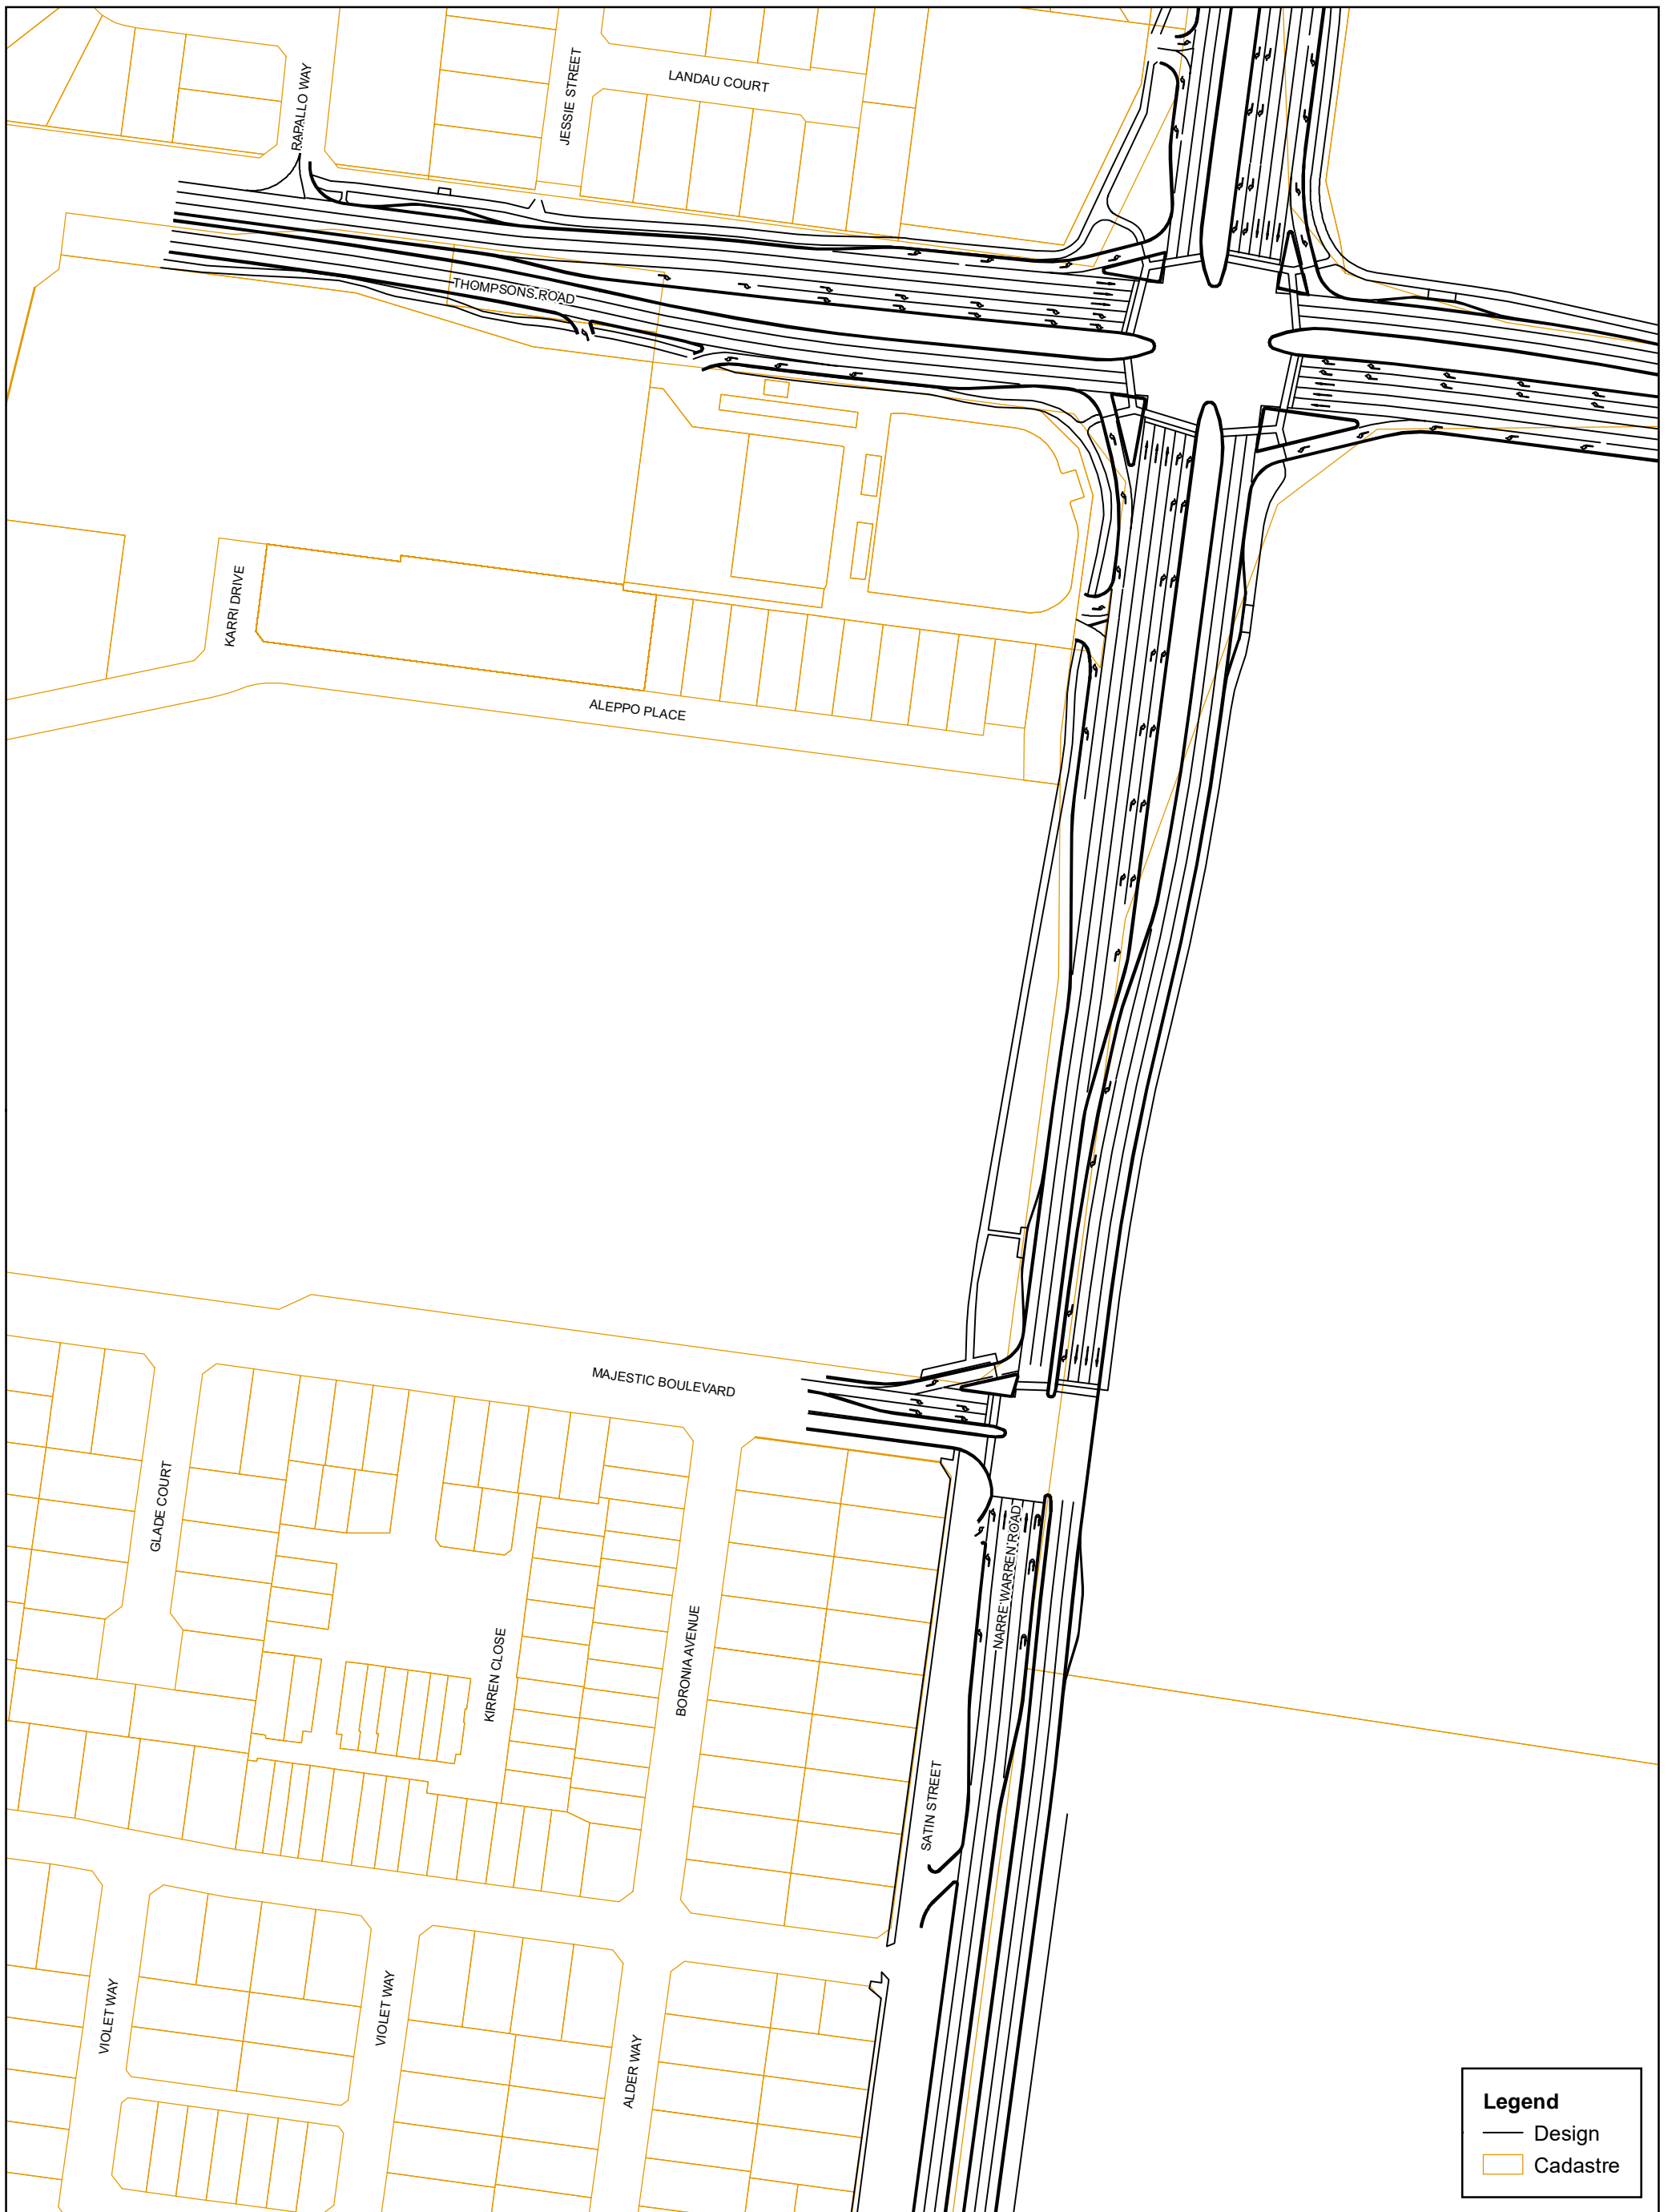 RAPALLO WAY
JESSIE STREET
LANDAU COURT
THOMPSONS ROAD
KARRI DRIVE
ALEPPO PLACE
MAJESTIC BOULEVARD
GLADE COURT
KIRREN CLOSE
BORONIA AVENUE
NARRE WARREN ROAD
SATIN STREET
VIOLET WAY
VIOLET WAY
ALDER WAY
Legend
Design
Cadastre